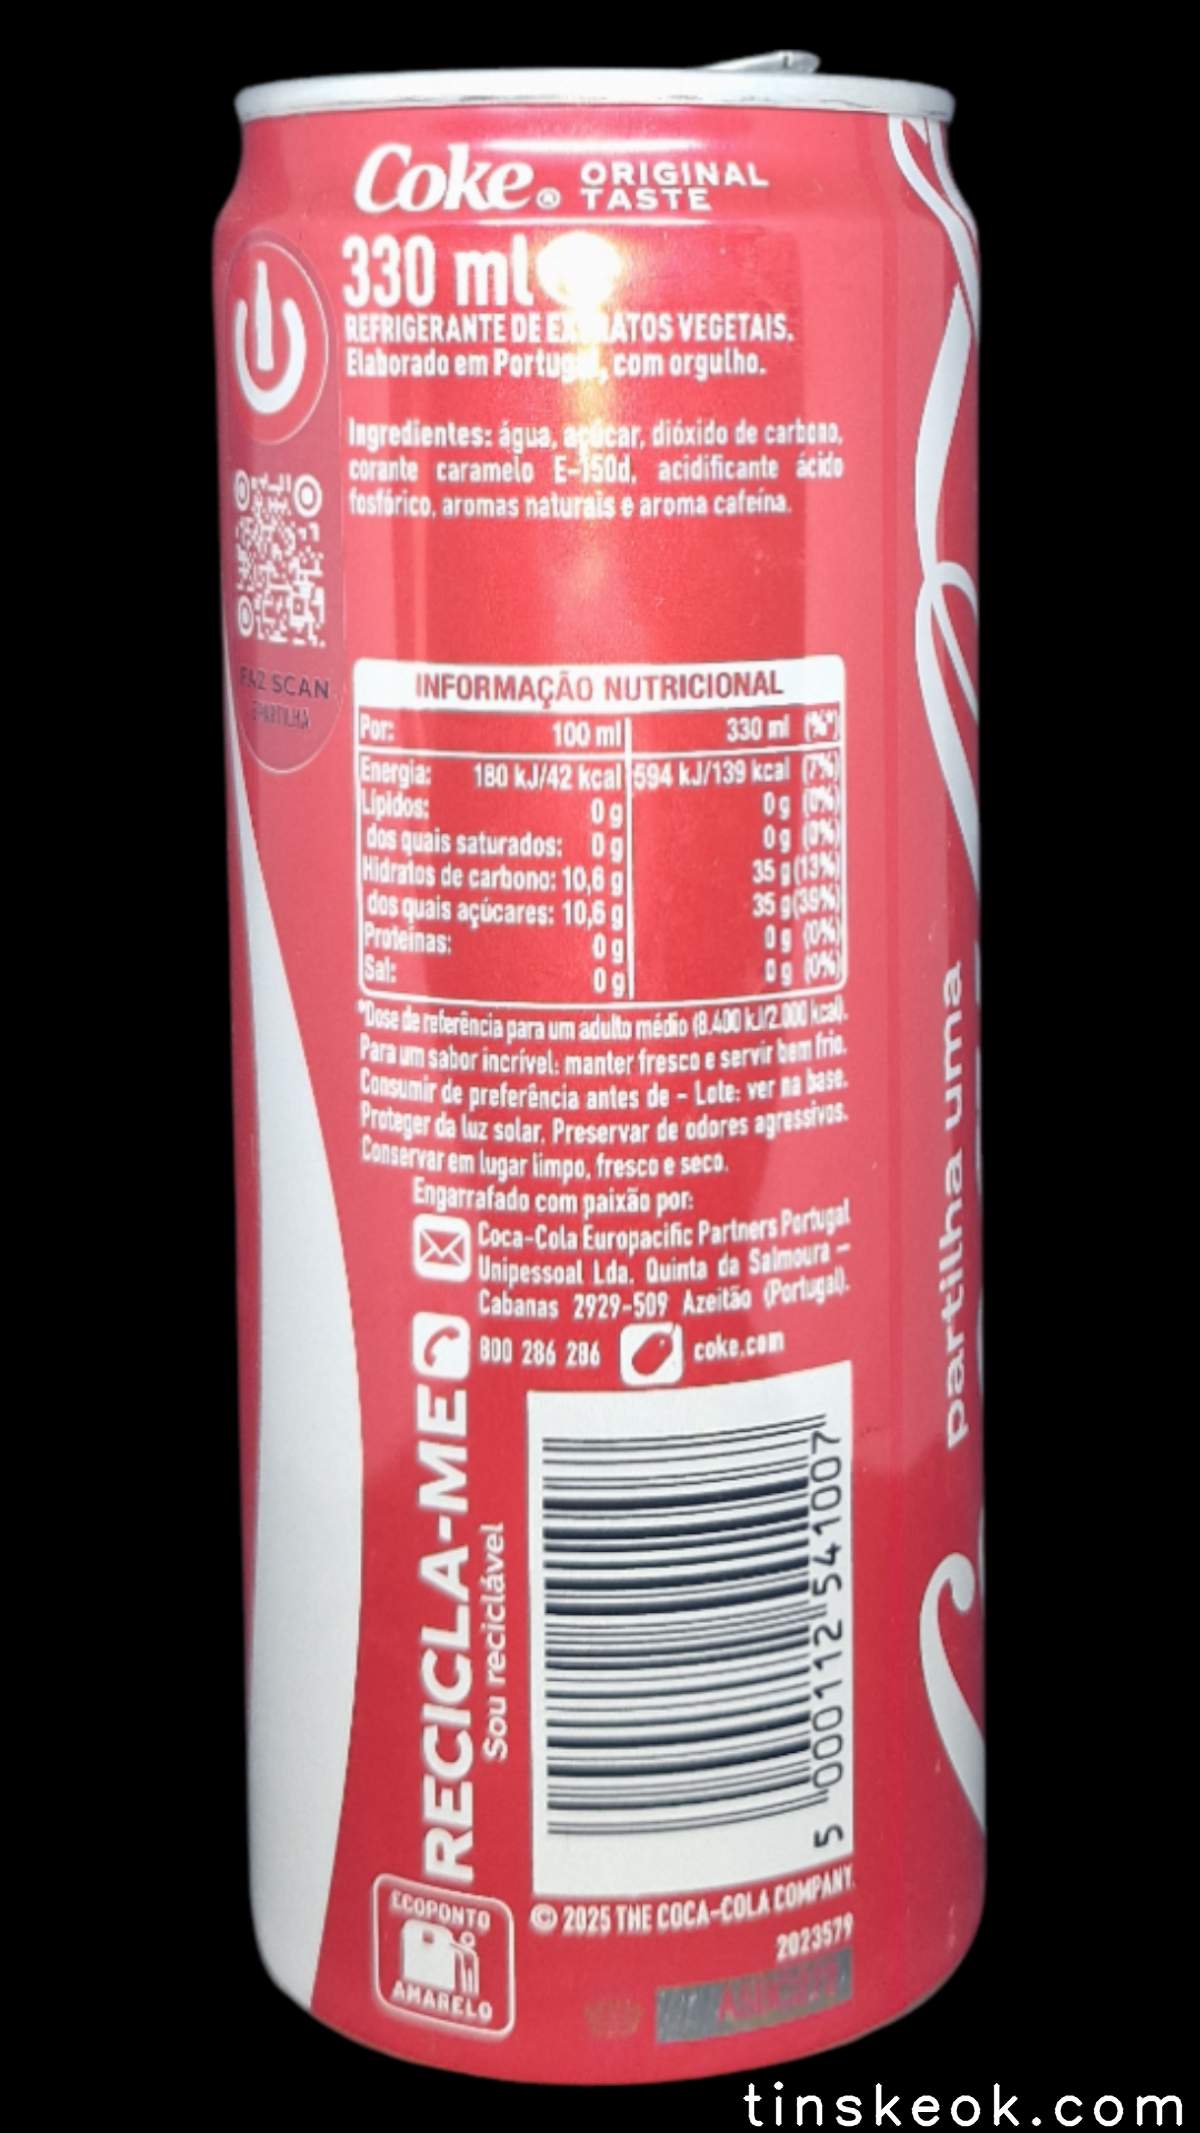 Coke® ORIGINAL TASTE
330 ml
REFRIGERANTE DE EXTRATOS VEGETAIS.
Elaborado em Portugal, com orgulho.
Ingredientes: água, açúcar, dióxido de carbono,
corante caramelo E-150d, acidificante ácido
fosfórico, aromas naturais e aroma cafeína.
FAZ SCAN
E PARTILHA
INFORMAÇÃO NUTRICIONAL
Por: 100 ml 330 ml (%*)
Energia: 180 kJ/42 kcal 594 kJ/139 kcal (7%)
Lípidos: 0 g 0 g (0%)
dos quais saturados: 0 g 0 g (0%)
Hidratos de carbono: 10,6 g 35 g (13%)
dos quais açúcares: 10,6 g 35 g (39%)
Proteínas: 0 g 0 g (0%)
Sal: 0 g 0 g (0%)
*Dose de referência para um adulto médio (8.400 kJ/2.000 kcal).
Para um sabor incrível: manter fresco e servir bem frio.
Consumir de preferência antes de - Lote: ver na base.
Proteger da luz solar. Preservar de odores agressivos.
Conservar em lugar limpo, fresco e seco.
Engarrafado com paixão por:
Coca-Cola Europacific Partners Portugal
Unipessoal Lda. Quinta da Salmoura -
Cabanas 2929-509 Azeitão (Portugal).
800 286 286 coke.com
RECICLA-ME
Sou reciclável
5 000112 541007
partilha uma
ECOPONTO
AMARELO
© 2025 THE COCA-COLA COMPANY.
2023579
tinskeok.com